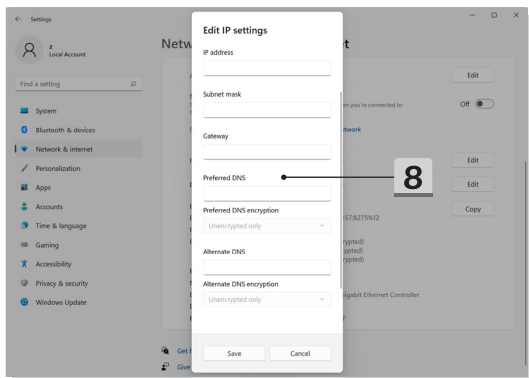 Settings
z
Local Account
Find a setting
System
Bluetooth & devices
Network & internet
Personalization
Apps
Accounts
Time & language
Gaming
Accessibility
Privacy & security
Windows Update
Netw
Edit
en you're connected to
Off
twork
Edit
Edit
Copy
e57:8275%12
rypted)
rypted)
rypted)
Gigabit Ethernet Controller
Get
Give
Edit IP settings
IP address
Subnet mask
Gateway
Preferred DNS
8
Preferred DNS encryption
Unencrypted only
Alternate DNS
Alternate DNS encryption
Unencrypted only
Save
Cancel